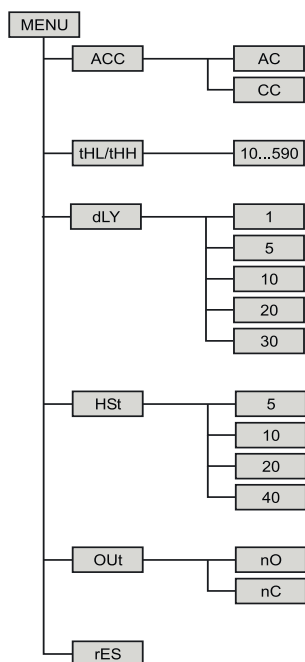 MENU
ACC
AC
CC
tHL/tHH
10...590
dLY
1
5
10
20
30
HSt
5
10
20
40
OUt
nO
nC
rES